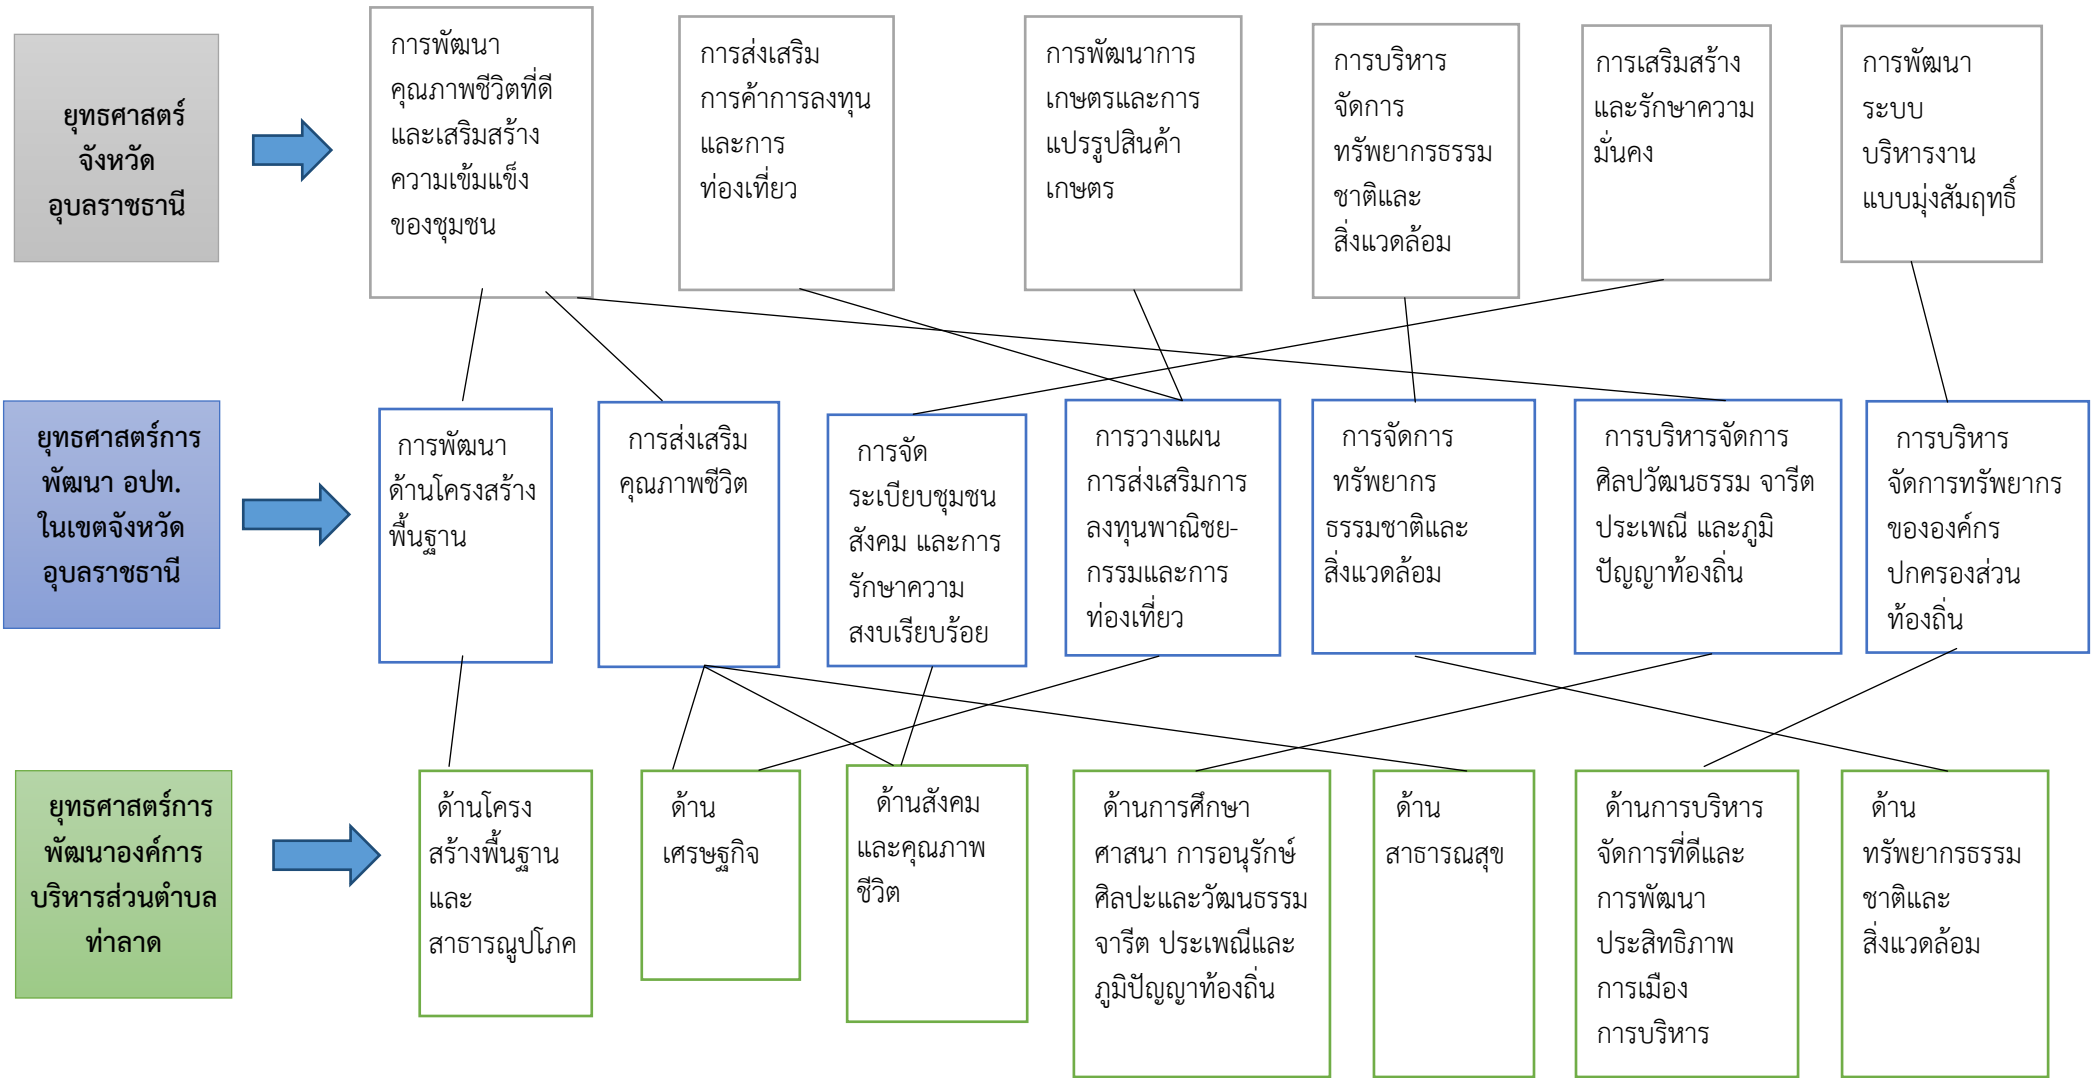 ยุทธศาสตร์
จังหวัด
อุบลราชธานี
การพัฒนา
คุณภาพชีวิตที่ดี
และเสริมสร้าง
ความเข้มแข็ง
ของชุมชน
การส่งเสริม
การค้าการลงทุน
และการ
ท่องเที่ยว
การพัฒนาการ
เกษตรและการ
แปรรูปสินค้า
เกษตร
การบริหาร
จัดการ
ทรัพยากรธรรม
ชาติและ
สิ่งแวดล้อม
การเสริมสร้าง
และรักษาความ
มั่นคง
การพัฒนา
ระบบ
บริหารงาน
แบบมุ่งสัมฤทธิ์
ยุทธศาสตร์การ
พัฒนา อปท.
ในเขตจังหวัด
อุบลราชธานี
การพัฒนา
ด้านโครงสร้าง
พื้นฐาน
การส่งเสริม
คุณภาพชีวิต
การจัด
ระเบียบชุมชน
สังคม และการ
รักษาความ
สงบเรียบร้อย
การวางแผน
การส่งเสริมการ
ลงทุนพาณิชย-
กรรมและการ
ท่องเที่ยว
การจัดการ
ทรัพยากร
ธรรมชาติและ
สิ่งแวดล้อม
การบริหารจัดการ
ศิลปวัฒนธรรม จารีต
ประเพณี และภูมิ
ปัญญาท้องถิ่น
การบริหาร
จัดการทรัพยากร
ขององค์กร
ปกครองส่วน
ท้องถิ่น
ยุทธศาสตร์การ
พัฒนาองค์การ
บริหารส่วนตำบล
ท่าลาด
ด้านโครง
สร้างพื้นฐาน
และ
สาธารณูปโภค
ด้าน
เศรษฐกิจ
ด้านสังคม
และคุณภาพ
ชีวิต
ด้านการศึกษา
ศาสนา การอนุรักษ์
ศิลปะและวัฒนธรรม
จารีต ประเพณีและ
ภูมิปัญญาท้องถิ่น
ด้าน
สาธารณสุข
ด้านการบริหาร
จัดการที่ดีและ
การพัฒนา
ประสิทธิภาพ
การเมือง
การบริหาร
ด้าน
ทรัพยากรธรรม
ชาติและ
สิ่งแวดล้อม